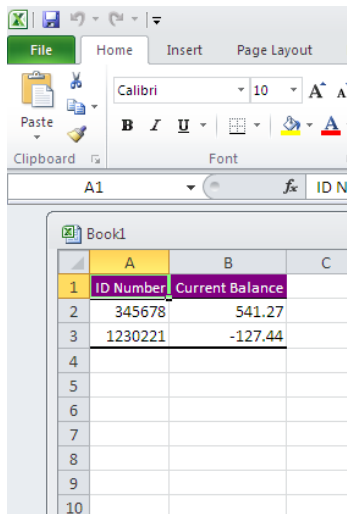 File Home Insert Page Layout
Calibri 10 A A
Paste B I U A
Clipboard Font
A1 fx ID N
Book1
A B C
1 ID Number Current Balance
2 345678 541.27
3 1230221 -127.44
4
5
6
7
8
9
10